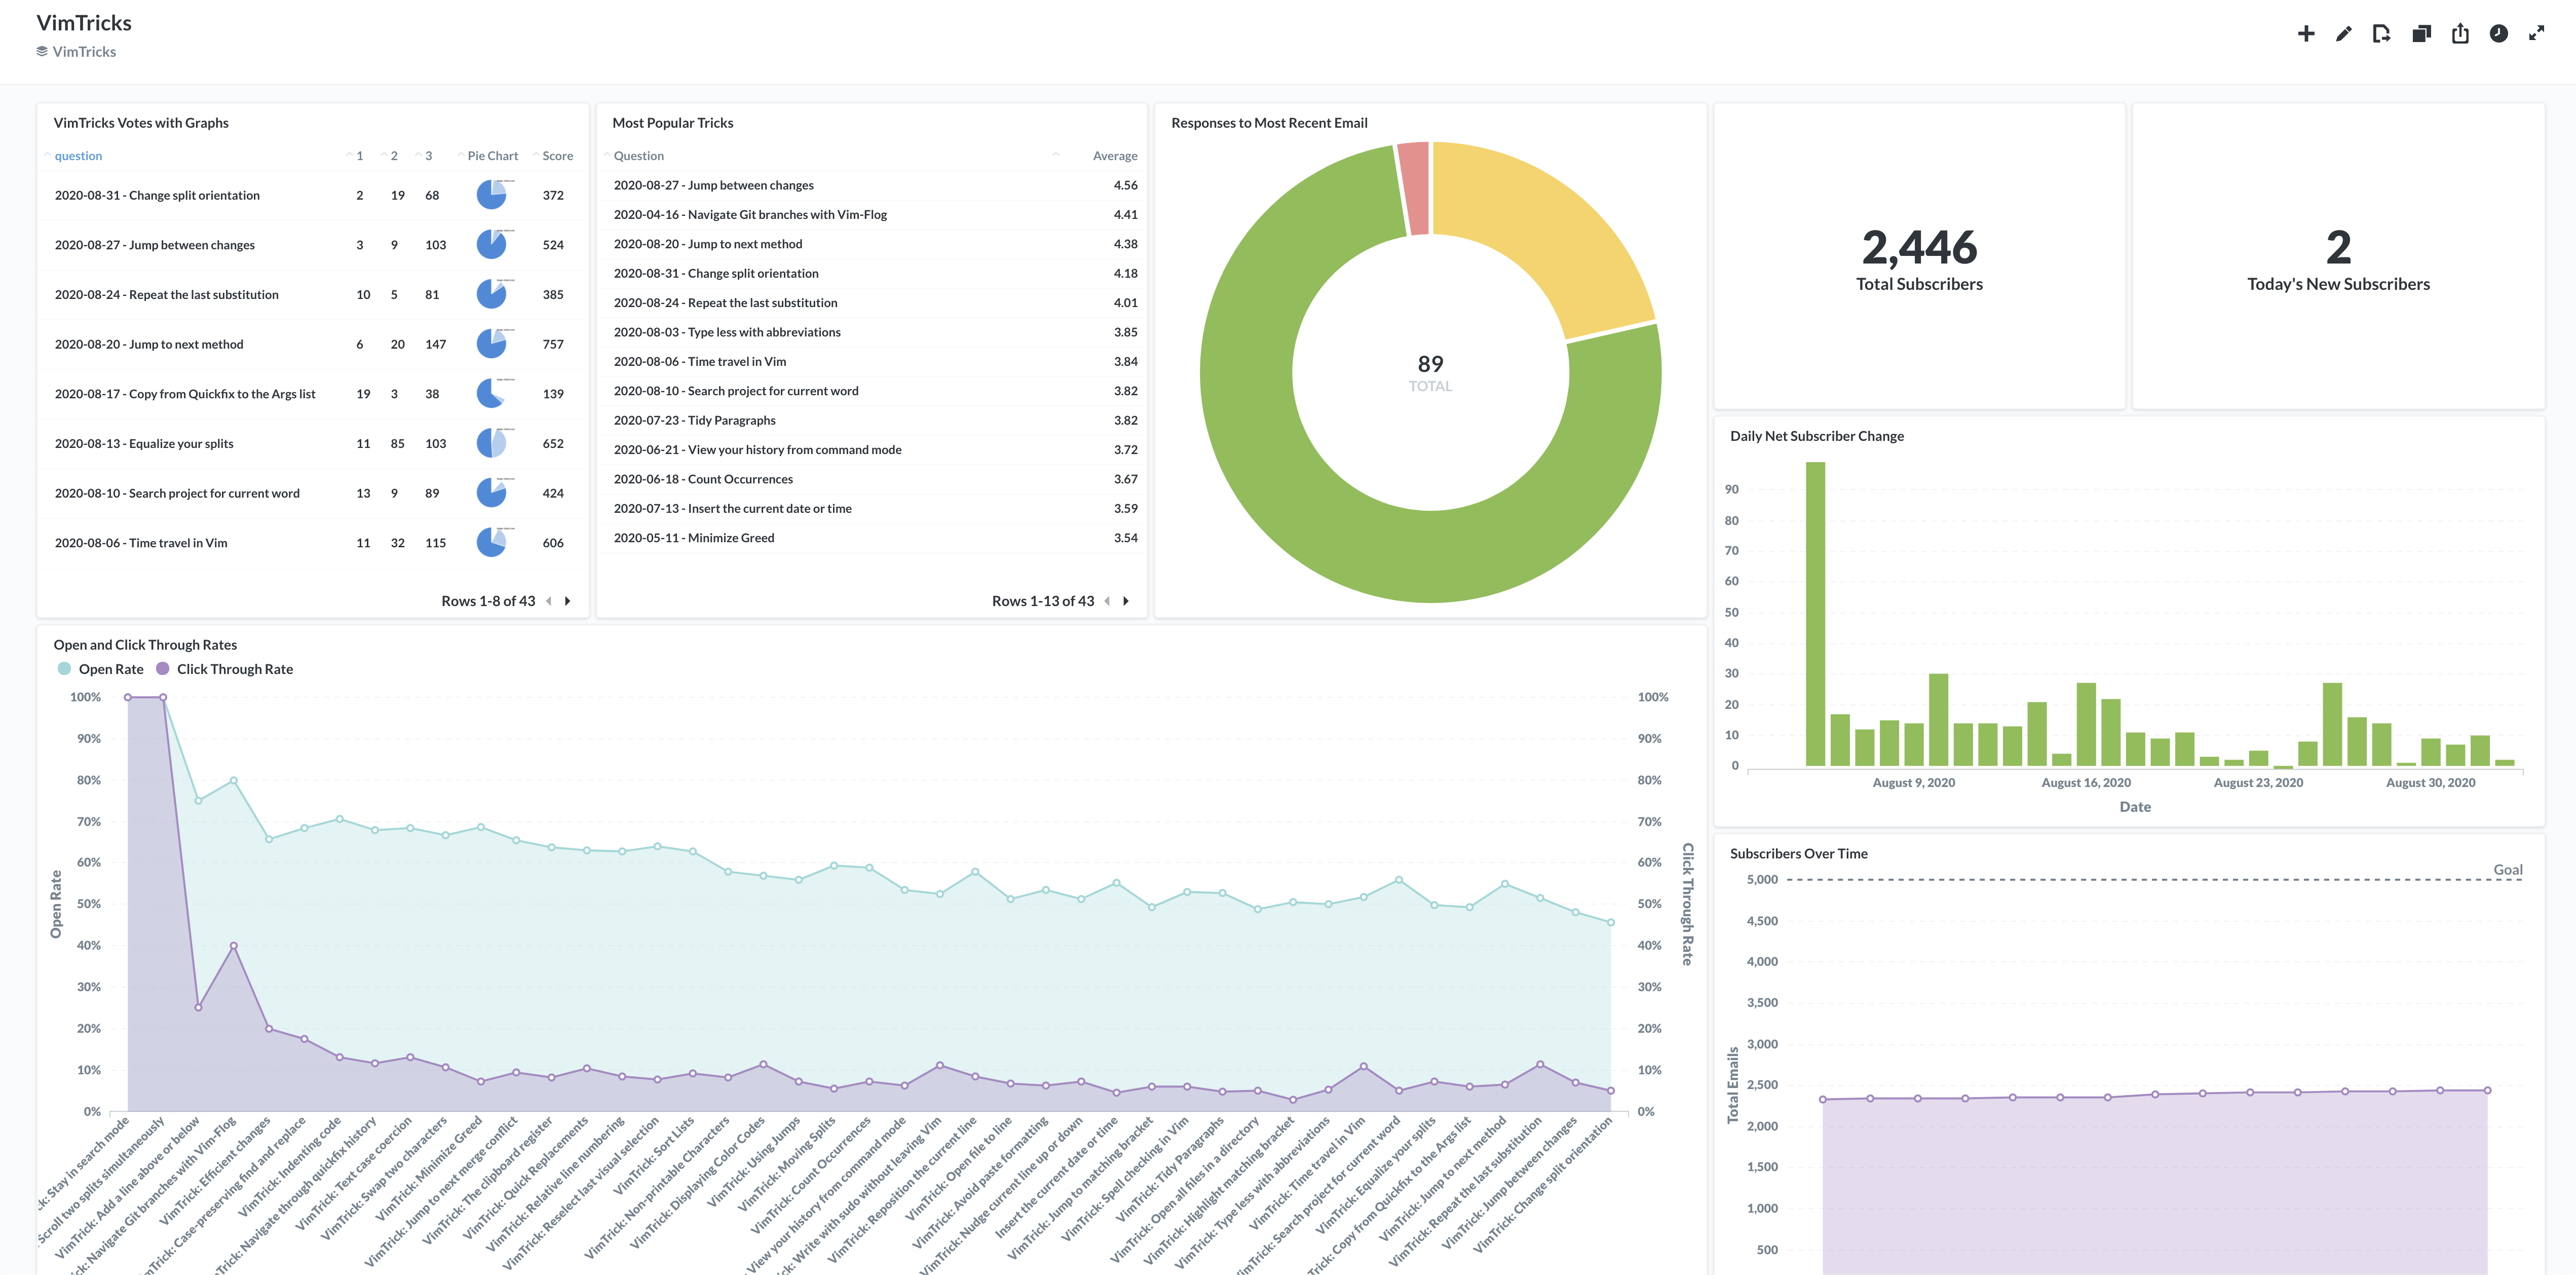 VimTricks
VimTricks
VimTricks Votes with Graphs
question 1 2 3 Pie Chart Score
2020-08-31 - Change split orientation 2 19 68 372
2020-08-27 - Jump between changes 3 9 103 524
2020-08-24 - Repeat the last substitution 10 5 81 385
2020-08-20 - Jump to next method 6 20 147 757
2020-08-17 - Copy from Quickfix to the Args list 19 3 38 139
2020-08-13 - Equalize your splits 11 85 103 652
2020-08-10 - Search project for current word 13 9 89 424
2020-08-06 - Time travel in Vim 11 32 115 606
Rows 1-8 of 43
Most Popular Tricks
Question Average
2020-08-27 - Jump between changes 4.56
2020-04-16 - Navigate Git branches with Vim-Flog 4.41
2020-08-20 - Jump to next method 4.38
2020-08-31 - Change split orientation 4.18
2020-08-24 - Repeat the last substitution 4.01
2020-08-03 - Type less with abbreviations 3.85
2020-08-06 - Time travel in Vim 3.84
2020-08-10 - Search project for current word 3.82
2020-07-23 - Tidy Paragraphs 3.82
2020-06-21 - View your history from command mode 3.72
2020-06-18 - Count Occurrences 3.67
2020-07-13 - Insert the current date or time 3.59
2020-05-11 - Minimize Greed 3.54
Rows 1-13 of 43
Responses to Most Recent Email
89
TOTAL
2,446
Total Subscribers
2
Today's New Subscribers
Daily Net Subscriber Change
90
80
70
60
50
40
30
20
10
0
August 9, 2020 August 16, 2020 August 23, 2020 August 30, 2020
Date
Open and Click Through Rates
Open Rate Click Through Rate
100% 100%
90% 90%
80% 80%
70% 70%
60% 60%
50% 50%
40% 40%
30% 30%
20% 20%
10% 10%
0% 0%
Open Rate
Click Through Rate
ck: Stay in search mode
Scroll two splits simultaneously
VimTrick: Add a line above or below
ick: Navigate Git branches with Vim-Flog
VimTrick: Efficient changes
imTrick: Case-preserving find and replace
VimTrick: Indenting code
mTrick: Navigate through quickfix history
VimTrick: Text case coercion
VimTrick: Swap two characters
VimTrick: Minimize Greed
VimTrick: Jump to next merge conflict
VimTrick: The clipboard register
VimTrick: Quick Replacements
VimTrick: Relative line numbering
VimTrick: Reselect last visual selection
VimTrick: Sort Lists
VimTrick: Non-printable Characters
VimTrick: Displaying Color Codes
VimTrick: Using Jumps
VimTrick: Moving Splits
VimTrick: Count Occurrences
: View your history from command mode
ck: Write with sudo without leaving Vim
VimTrick: Reposition the current line
VimTrick: Open file to line
VimTrick: Avoid paste formatting
VimTrick: Nudge current line up or down
Insert the current date or time
VimTrick: Jump to matching bracket
VimTrick: Spell checking in Vim
VimTrick: Tidy Paragraphs
VimTrick: Open all files in a directory
VimTrick: Highlight matching bracket
VimTrick: Type less with abbreviations
VimTrick: Time travel in Vim
imTrick: Search project for current word
VimTrick: Equalize your splits
Trick: Copy from Quickfix to the Args list
VimTrick: Jump to next method
VimTrick: Repeat the last substitution
VimTrick: Jump between changes
VimTrick: Change split orientation
Subscribers Over Time
Goal
5,000
4,500
4,000
3,500
3,000
2,500
2,000
1,500
1,000
500
Total Emails